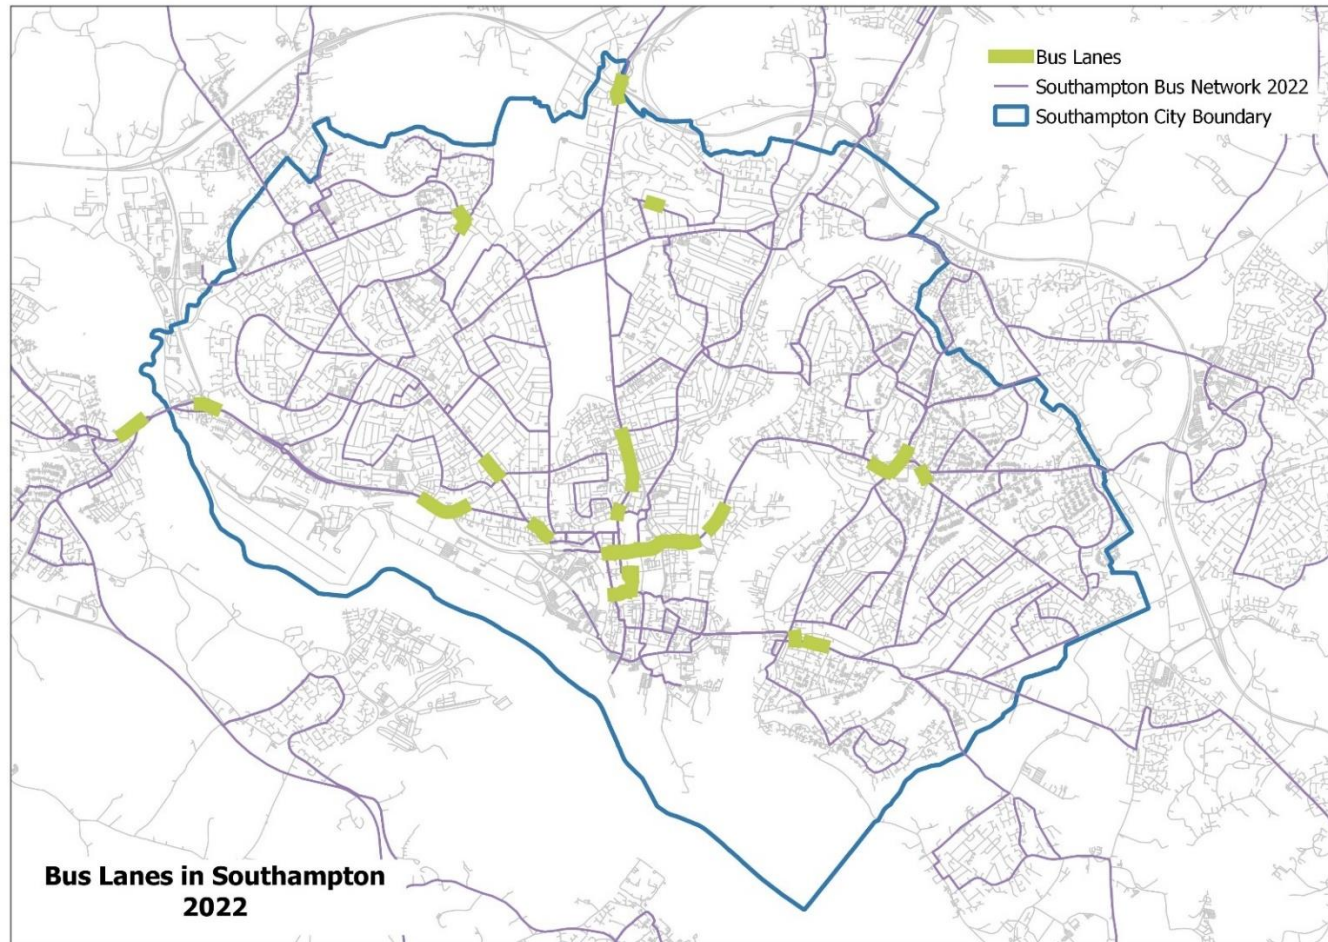 Bus Lanes
Southampton Bus Network 2022
Southampton City Boundary
Bus Lanes in Southampton
2022